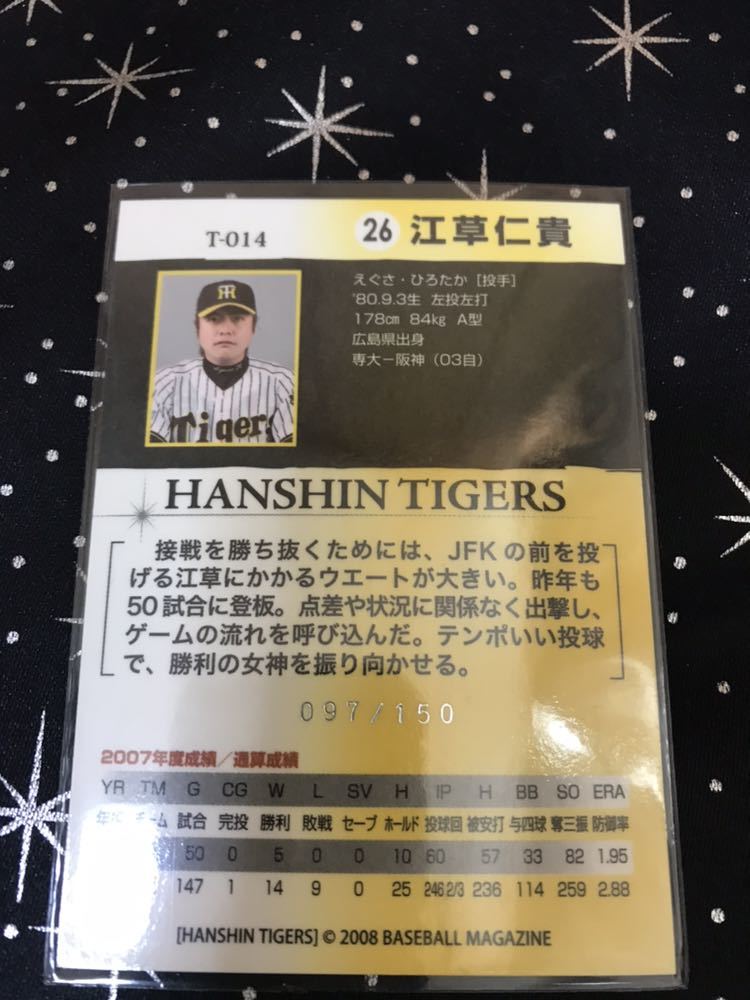 T-014
26 江草仁貴
えぐさ・ひろたか［投手］
'80.9.3生 左投左打
178㎝ 84㎏ A型
広島県出身
専大－阪神（03自）
Tigers
HANSHIN TIGERS
接戦を勝ち抜くためには、JFKの前を投
げる江草にかかるウエートが大きい。昨年も
50試合に登板。点差や状況に関係なく出撃し、
ゲームの流れを呼び込んだ。テンポいい投球
で、勝利の女神を振り向かせる。
097/150
2007年度成績／通算成績
YR TM G CG W L SV H IP H BB SO ERA
試合 完投 勝利 敗戦 セーブ ホールド 投球回 被安打 与四球 奪三振 防御率
50 0 5 0 0 10 60 57 33 82 1.95
147 1 14 9 0 25 246 2/3 236 114 259 2.88
[HANSHIN TIGERS] © 2008 BASEBALL MAGAZINE